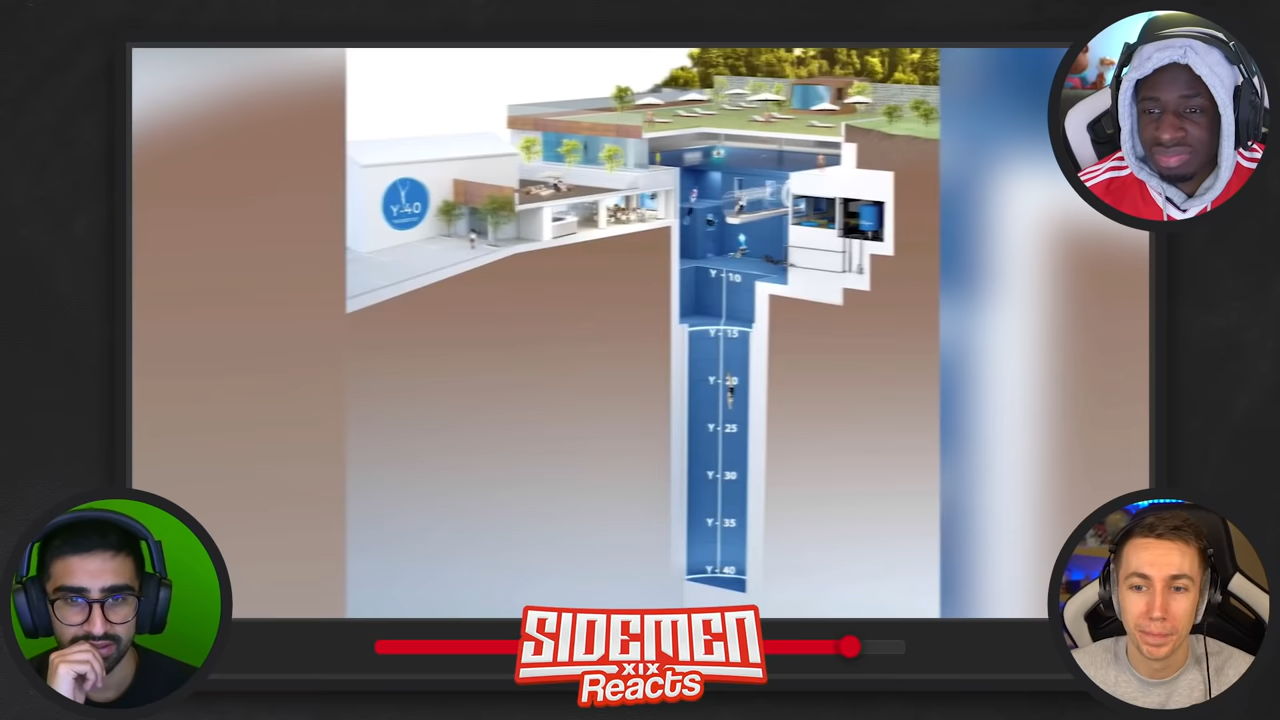 Y-40
Y - 10
Y - 15
Y - 20
Y - 25
Y - 30
Y - 35
Y - 40
SIDEMEN
XIX
Reacts